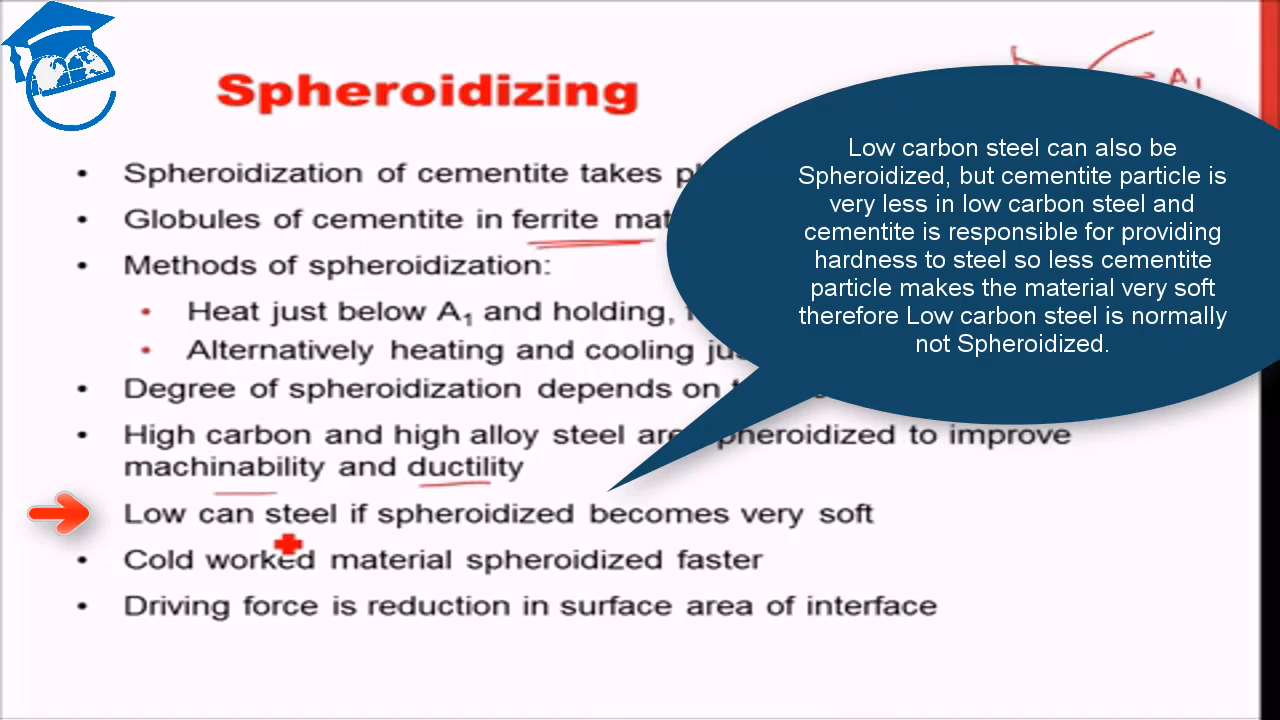 Spheroidizing
A1
• Spheroidization of cementite takes
• Globules of cementite in ferrite
• Methods of spheroidization:
• Heat just below A1 and holding,
• Alternatively heating and cooling
• Degree of spheroidization depends on
• High carbon and high alloy steel to improve
machinability and ductility
Low can steel if spheroidized becomes very soft
• Cold worked material spheroidized faster
• Driving force is reduction in surface area of interface
Low carbon steel can also be
Spheroidized, but cementite particle is
very less in low carbon steel and
cementite is responsible for providing
hardness to steel so less cementite
particle makes the material very soft
therefore Low carbon steel is normally
not Spheroidized.